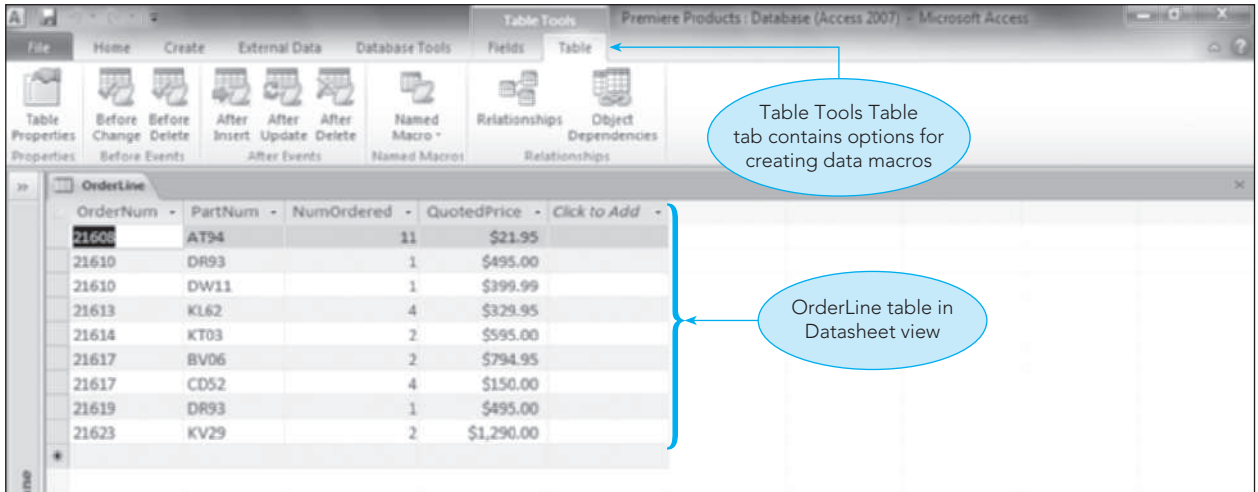 A
Table Tools
Premiere Products : Database (Access 2007) - Microsoft Access
File Home Create External Data Database Tools Fields Table
Table Properties
Before Change
Before Delete
After Insert
After Update
After Delete
Named Macro
Relationships
Object Dependencies
Properties Before Events After Events Named Macros Relationships
Table Tools Table
tab contains options for
creating data macros
» OrderLine
OrderNum PartNum NumOrdered QuotedPrice Click to Add
21608 AT94 11 $21.95
21610 DR93 1 $495.00
21610 DW11 1 $399.99
21613 KL62 4 $329.95
21614 KT03 2 $595.00
21617 BV06 2 $794.95
21617 CD52 4 $150.00
21619 DR93 1 $495.00
21623 KV29 2 $1,290.00
OrderLine table in
Datasheet view